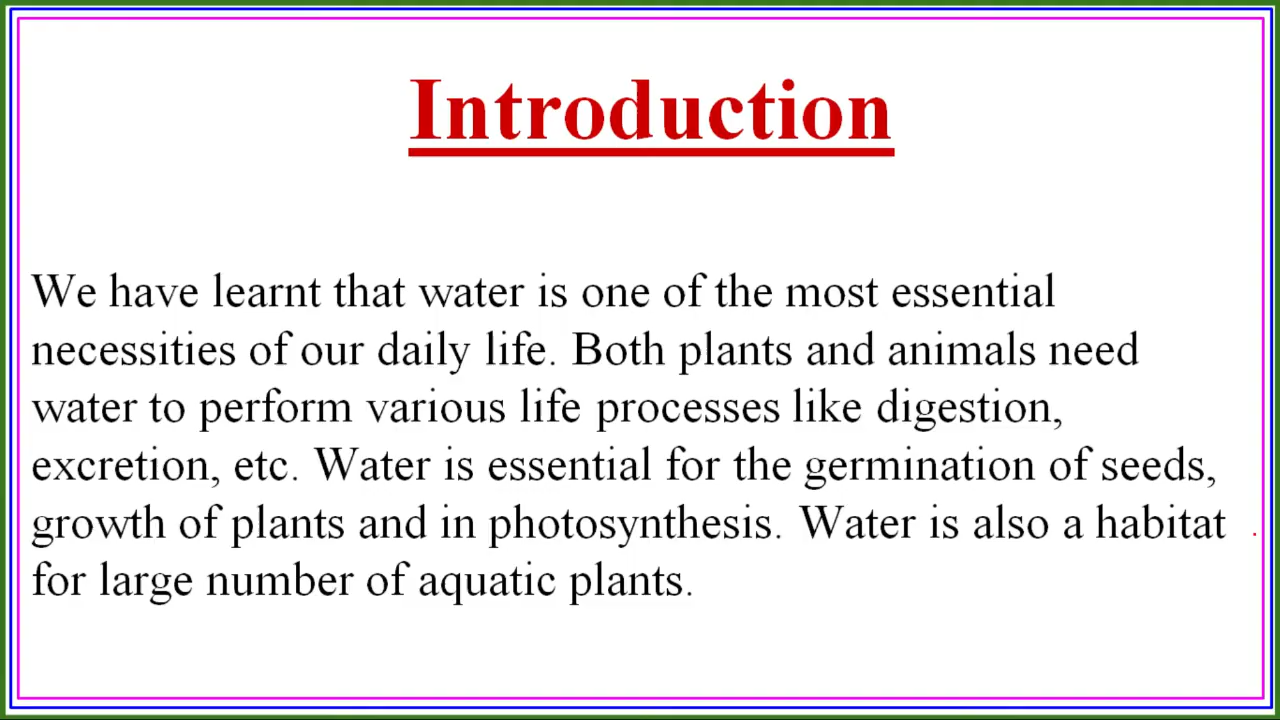 Introduction
We have learnt that water is one of the most essential
necessities of our daily life. Both plants and animals need
water to perform various life processes like digestion,
excretion, etc. Water is essential for the germination of seeds,
growth of plants and in photosynthesis. Water is also a habitat
for large number of aquatic plants.